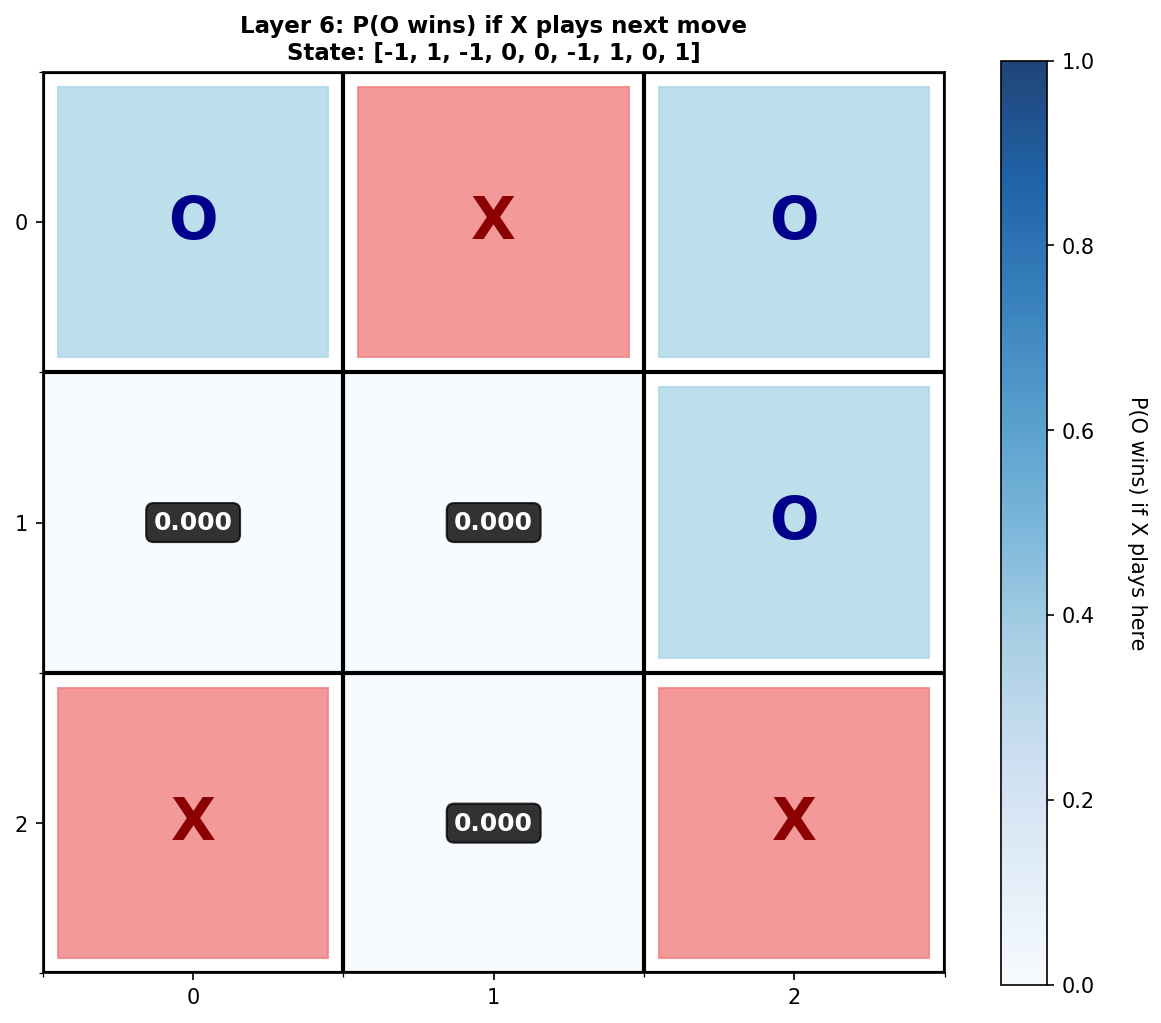 Layer 6: P(O wins) if X plays next move
State: [-1, 1, -1, 0, 0, -1, 1, 0, 1]
O X O
0
0.000 0.000 O
1
X 0.000 X
2
0 1 2
1.0
0.8
0.6
0.4
0.2
0.0
P(O wins) if X plays here